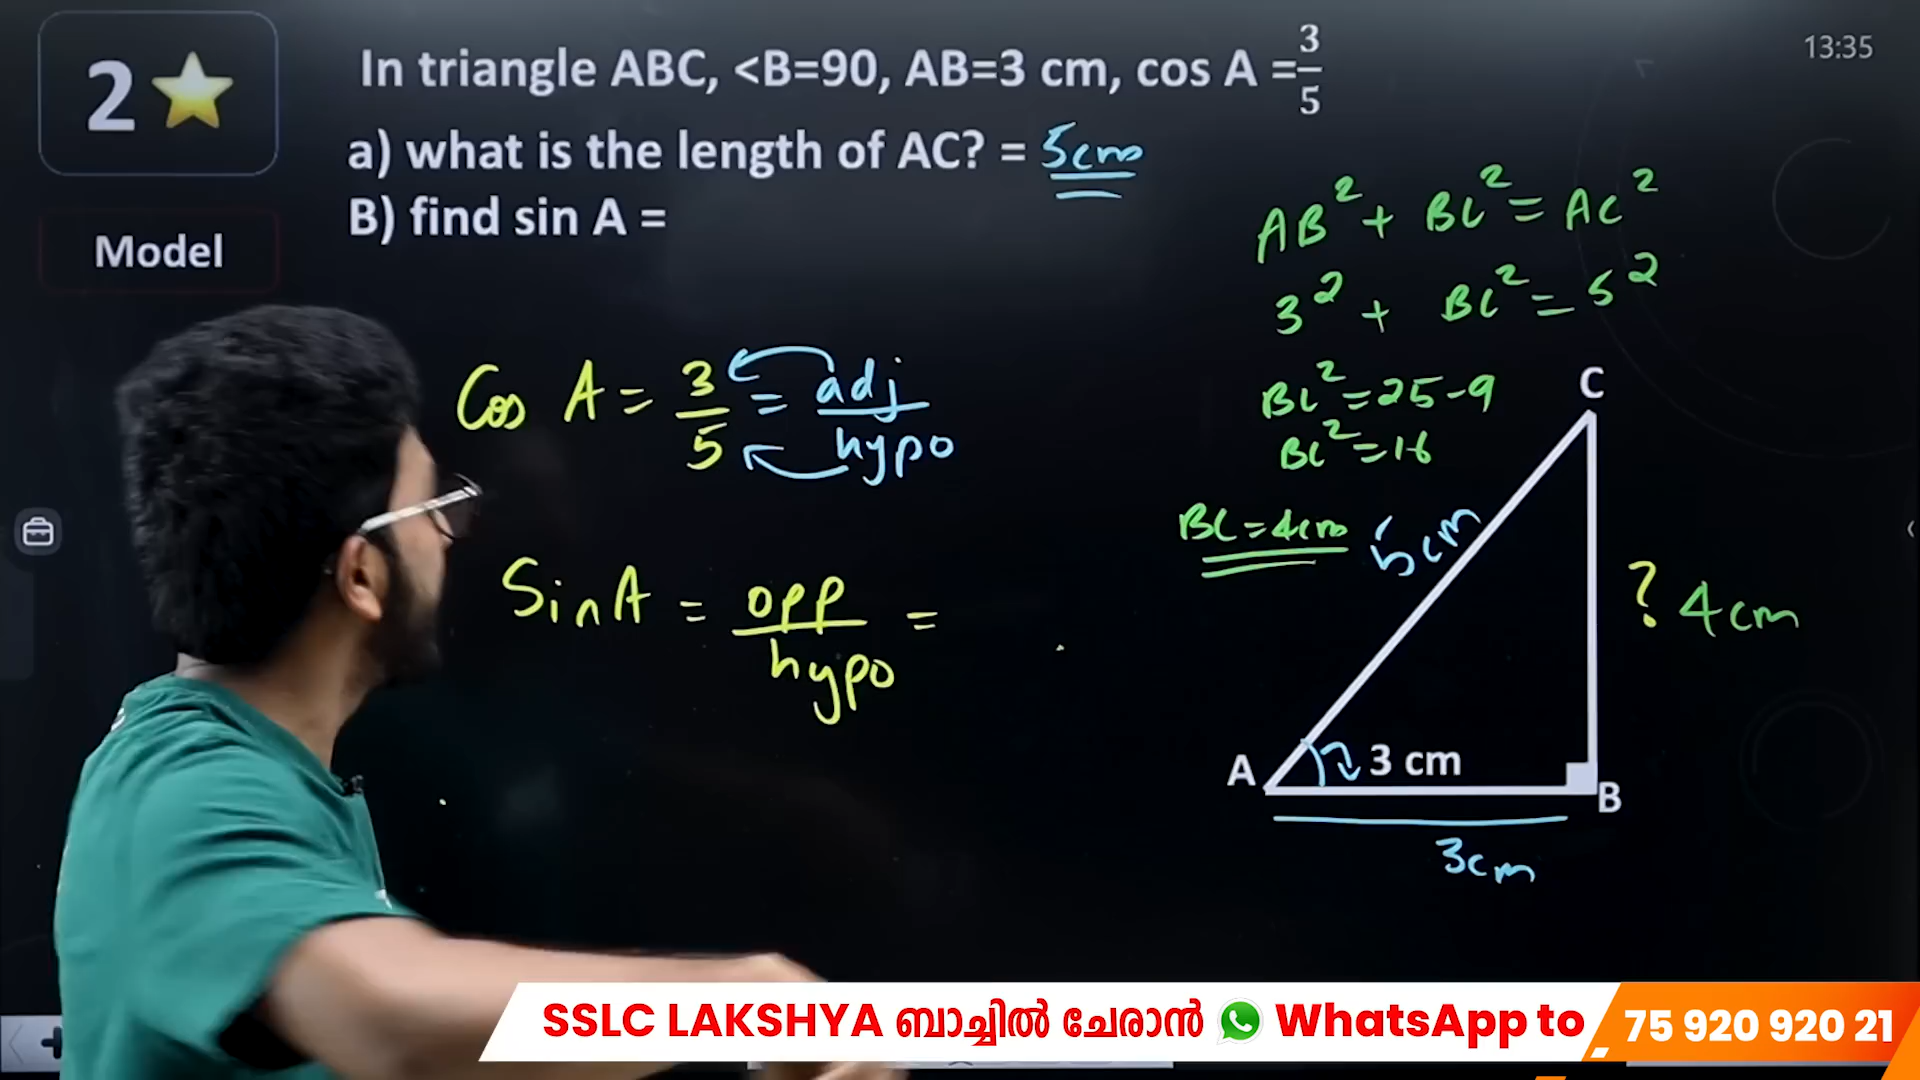 2
Model
In triangle ABC, <B=90, AB=3 cm, cos A = 3/5
a) what is the length of AC? = 5cm
B) find sin A =
13:35
Cos A = 3/5 = adj/hypo
SinA = opp/hypo =
AB² + BC² = AC²
3² + BC² = 5²
BC² = 25-9
BC² = 16
BC = 4cm
C
5cm
? 4cm
A
3 cm
B
3cm
SSLC LAKSHYA ബാച്ചിൽ ചേരാൻ WhatsApp to 75 920 920 21